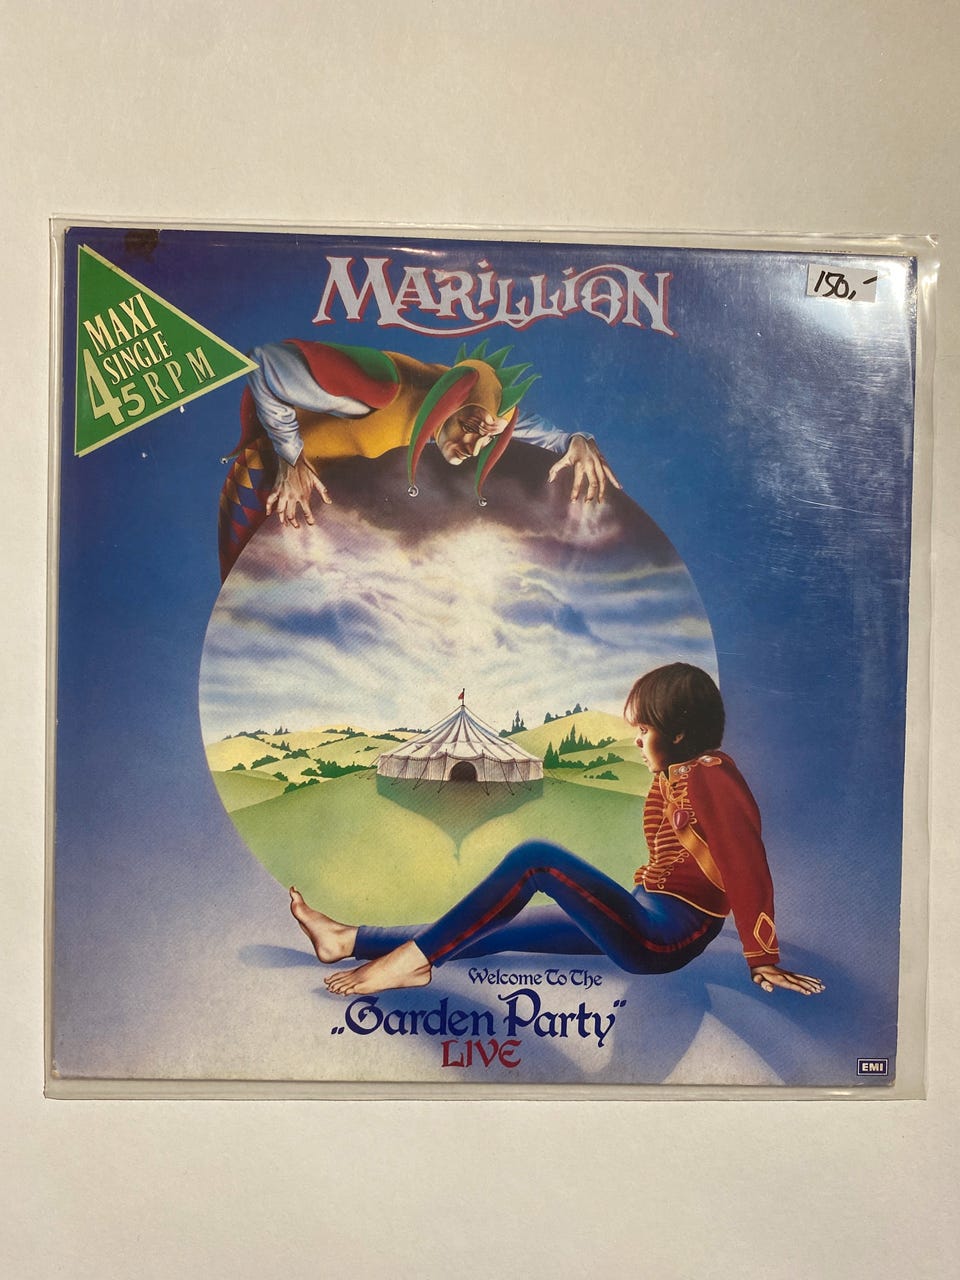 MARILLION
150,-
MAXI
SINGLE
45 RPM
Welcome To The
„Garden Party“
LIVE
EMI